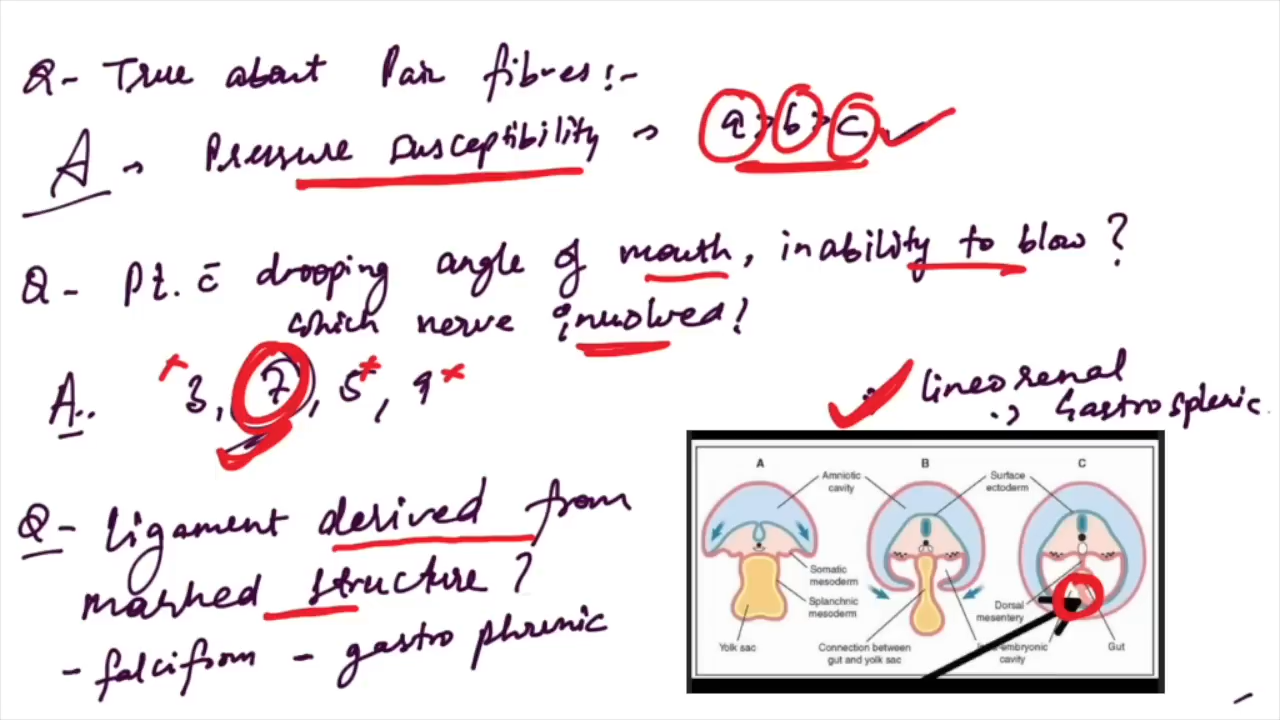 Q- True about Pain fibres:-
A → Pressure susceptibility → a > b > c
Q- Pt. c̄ drooping angle of mouth, inability to blow?
which nerve involved?
A.. 3, 7, 5, 9
Q- Ligament derived from
marked structure?
- falciform - gastro phrenic
lineorenal
Gastrosplenic
A
B
C
Amniotic
cavity
Surface
ectoderm
Somatic
mesoderm
Splanchnic
mesoderm
Dorsal
mesentery
Yolk sac
Connection between
gut and yolk sac
embryonic
cavity
Gut